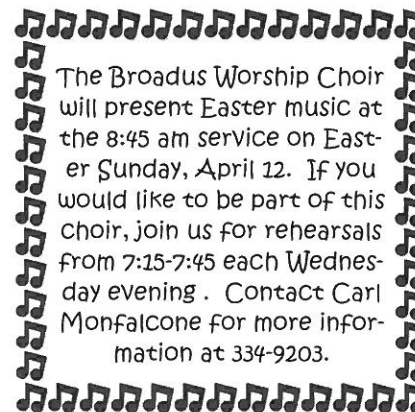 The Broadus Worship Choir
will present Easter music at
the 8:45 am service on East-
er Sunday, April 12.  If you
would like to be part of this
choir, join us for rehearsals
from 7:15-7:45 each Wednes-
day evening .  Contact Carl
Monfalcone for more infor-
mation at 334-9203.